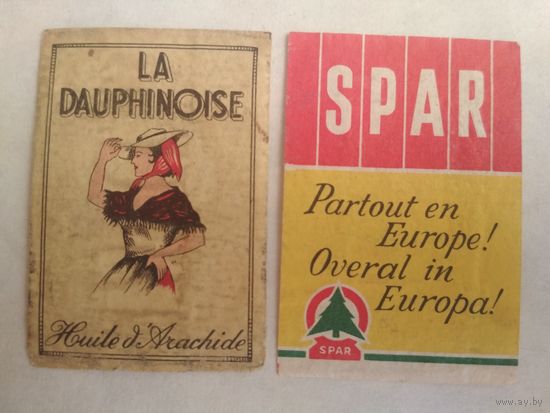 LA
DAUPHINOISE
Huile d'Arachide
SPAR
Partout en
Europe!
Overal in
Europa!
SPAR
www.ay.by